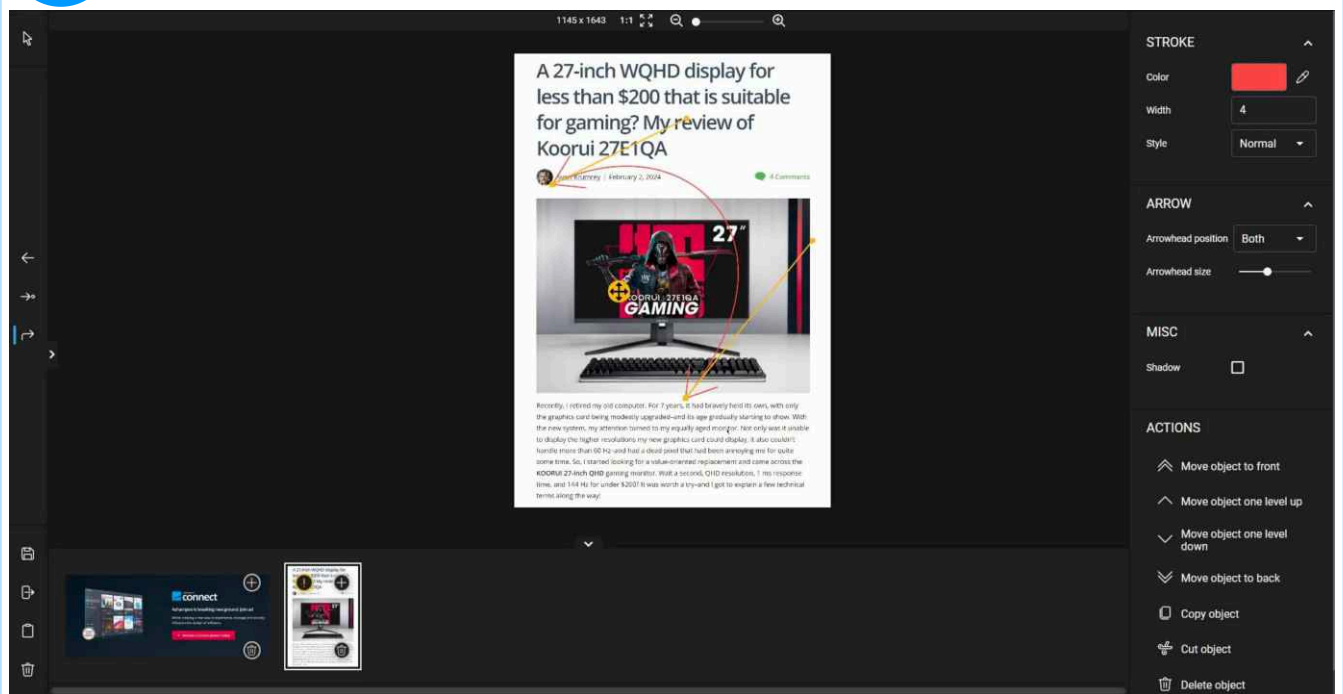 1145 x 1643 1:1
A 27-inch WQHD display for
less than $200 that is suitable
for gaming? My review of
Koorui 27E1QA
February 2, 2024
4 Comments
27"
KOORUI 27E1QA
GAMING
Recently, I retired my old computer. For 7 years, it had bravely held its own, with only
the graphics card being modestly upgraded–and its age gradually starting to show. With
the new system, my attention turned to my equally aged monitor. Not only was it unable
to display the higher resolutions my new graphics card could display, it also couldn't
handle more than 60 Hz–and had a dead pixel that had been annoying me for quite
some time. So, I started looking for a value-oriented replacement and came across the
KOORUI 27-inch QHD gaming monitor. Wait a second, QHD resolution, 1 ms response
time, and 144 Hz for under $200? It was worth a try–and I got to explain a few technical
terms along the way!
connect
STROKE
Color
Width 4
Style Normal
ARROW
Arrowhead position Both
Arrowhead size
MISC
Shadow
ACTIONS
Move object to front
Move object one level up
Move object one level
down
Move object to back
Copy object
Cut object
Delete object